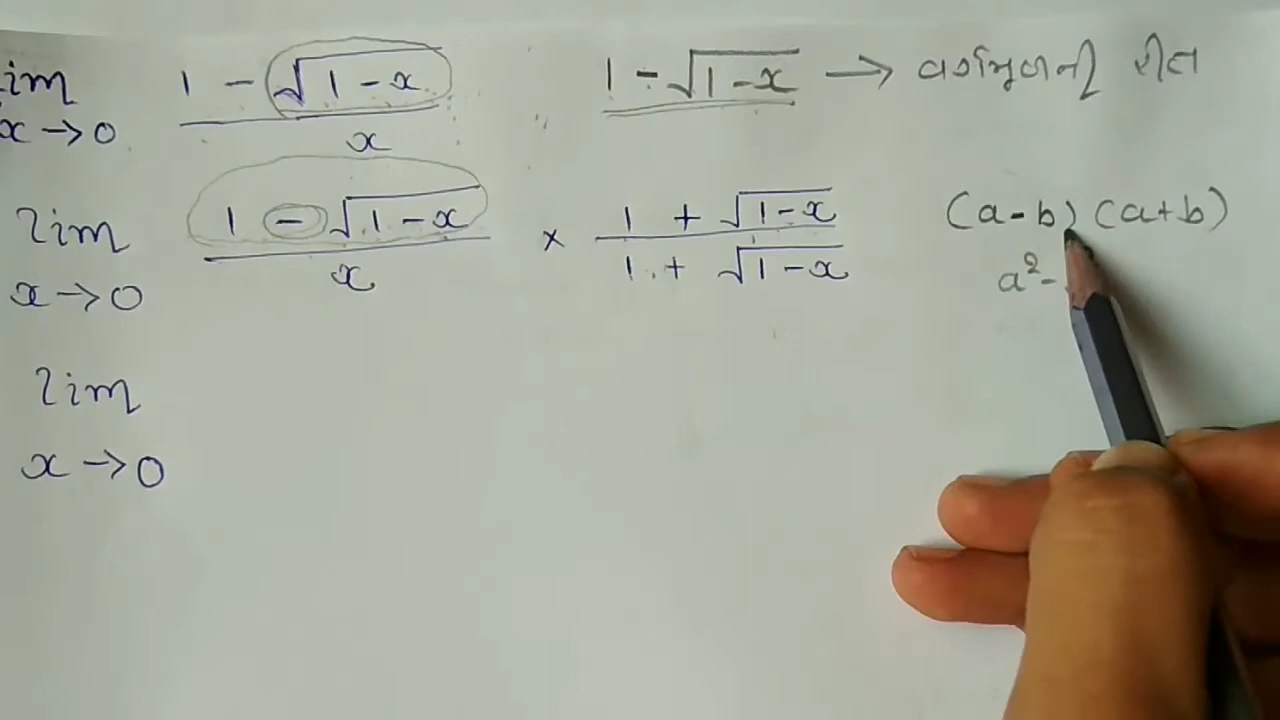 lim 1 - √(1-x) 1 - √(1-x) → વર્ગમુળની રીત
x→0 x
lim 1 - √(1-x) × 1 + √(1-x) (a-b)(a+b)
x→0 x 1 + √(1-x) a² -
lim
x→0